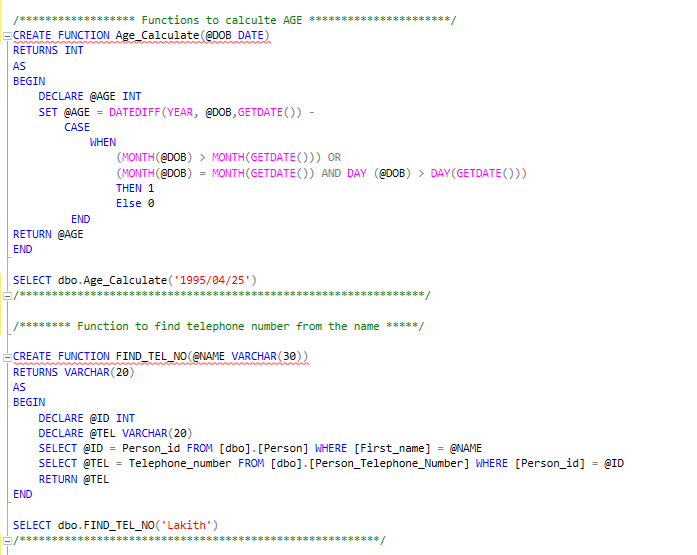 /****************** Functions to calculte AGE **********************/
CREATE FUNCTION Age_Calculate(@DOB DATE)
RETURNS INT
AS
BEGIN
    DECLARE @AGE INT
    SET @AGE = DATEDIFF(YEAR, @DOB,GETDATE()) -
        CASE
            WHEN
                (MONTH(@DOB) > MONTH(GETDATE())) OR
                (MONTH(@DOB) = MONTH(GETDATE()) AND DAY (@DOB) > DAY(GETDATE()))
                THEN 1
                Else 0
         END
RETURN @AGE
END

SELECT dbo.Age_Calculate('1995/04/25')
/***************************************************************/

/******** Function to find telephone number from the name *****/

CREATE FUNCTION FIND_TEL_NO(@NAME VARCHAR(30))
RETURNS VARCHAR(20)
AS
BEGIN
    DECLARE @ID INT
    DECLARE @TEL VARCHAR(20)
    SELECT @ID = Person_id FROM [dbo].[Person] WHERE [First_name] = @NAME
    SELECT @TEL = Telephone_number FROM [dbo].[Person_Telephone_Number] WHERE [Person_id] = @ID
    RETURN @TEL
END

SELECT dbo.FIND_TEL_NO('Lakith')
/********************************************************/